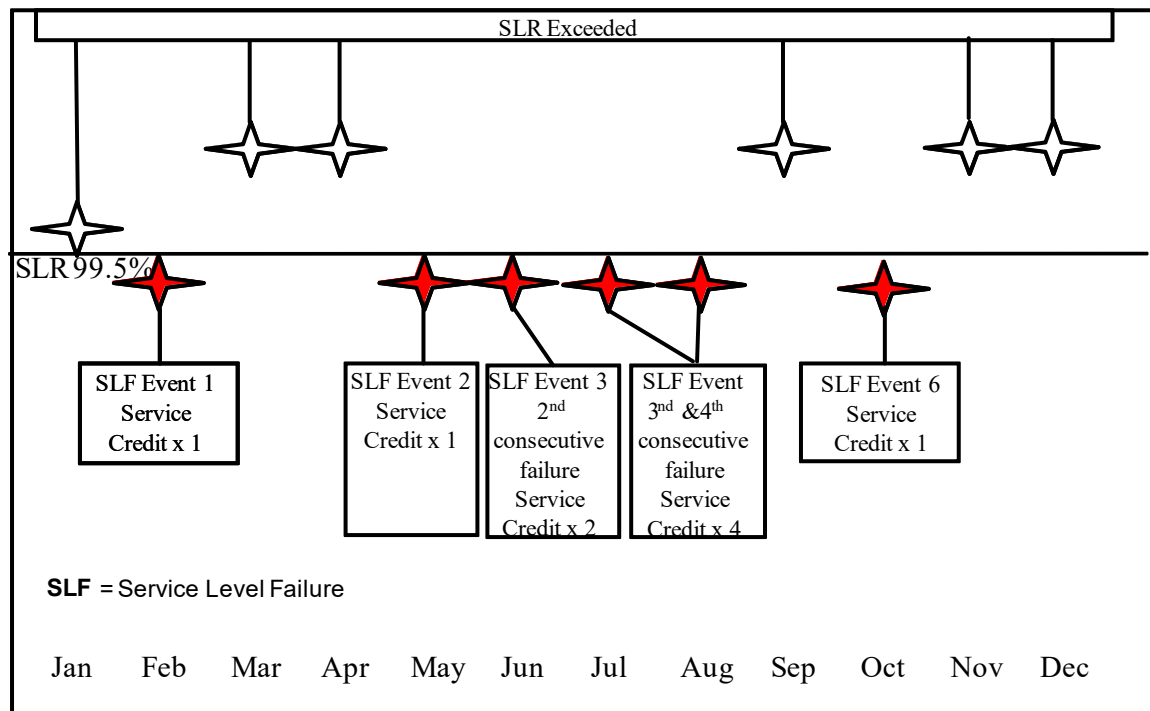 SLR Exceeded
SLR 99.5%
SLF Event 1
Service
Credit x 1
SLF Event 2
Service
Credit x 1
SLF Event 3
2nd
consecutive
failure
Service
Credit x 2
SLF Event
3nd &4th
consecutive
failure
Service
Credit x 4
SLF Event 6
Service
Credit x 1
SLF = Service Level Failure
Jan Feb Mar Apr May Jun Jul Aug Sep Oct Nov Dec